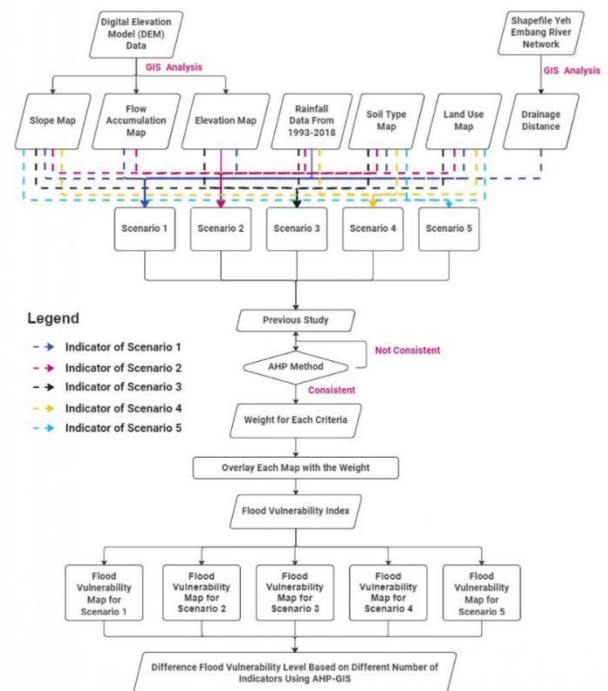 Digital Elevation
Model (DEM)
Data
Shapefile Yeh
Embang River
Network
GIS Analysis
GIS Analysis
Slope Map
Flow
Accumulation
Map
Elevation Map
Rainfall
Data From
1993-2018
Soil Type
Map
Land Use
Map
Drainage
Distance
Scenario 1
Scenario 2
Scenario 3
Scenario 4
Scenario 5
Legend
Indicator of Scenario 1
Indicator of Scenario 2
Indicator of Scenario 3
Indicator of Scenario 4
Indicator of Scenario 5
Previous Study
Not Consistent
AHP Method
Consistent
Weight for Each Criteria
Overlay Each Map with the Weight
Flood Vulnerability Index
Flood
Vulnerability
Map for
Scenario 1
Flood
Vulnerability
Map for
Scenario 2
Flood
Vulnerability
Map for
Scenario 3
Flood
Vulnerability
Map for
Scenario 4
Flood
Vulnerability
Map for
Scenario 5
Difference Flood Vulnerability Level Based on Different Number of
Indicators Using AHP-GIS